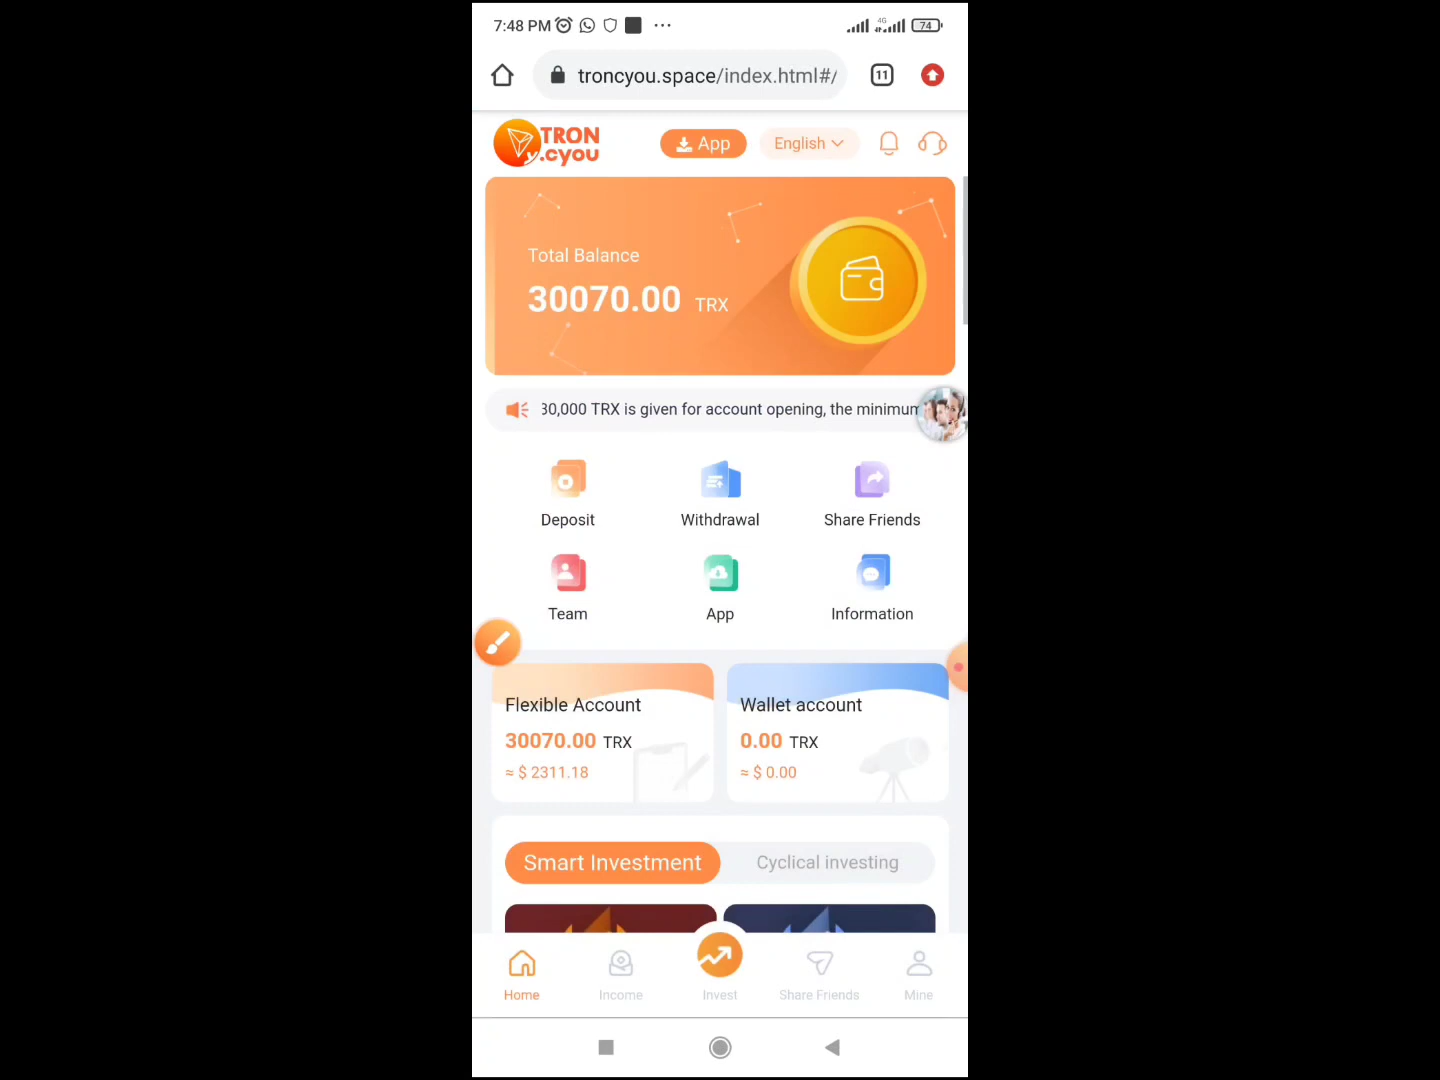 7:48 PM
4G
74
troncyou.space/index.html#/
11
TRON
y.cyou
App
English
Total Balance
30070.00 TRX
30,000 TRX is given for account opening, the minimum
Deposit
Withdrawal
Share Friends
Team
App
Information
Flexible Account
30070.00 TRX
≈ $ 2311.18
Wallet account
0.00 TRX
≈ $ 0.00
Smart Investment
Cyclical investing
Home
Income
Invest
Share Friends
Mine